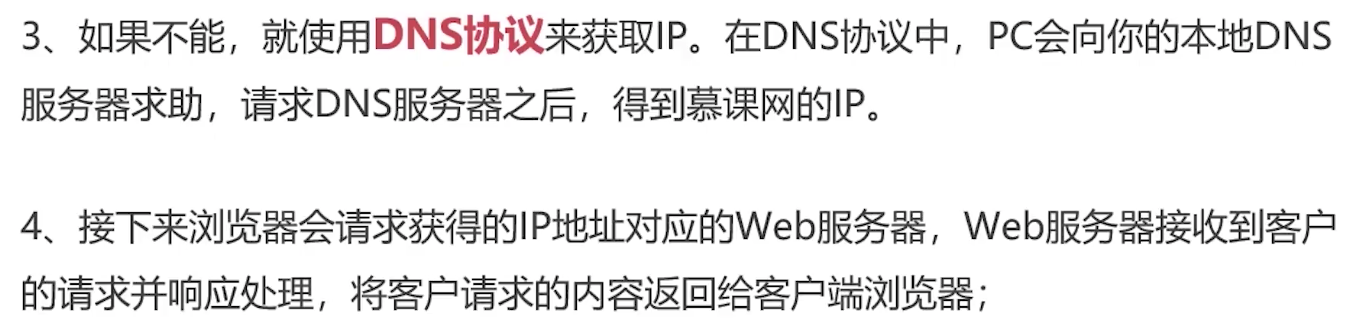 3、如果不能，就使用DNS协议来获取IP。在DNS协议中，PC会向你的本地DNS
服务器求助，请求DNS服务器之后，得到慕课网的IP。
4、接下来浏览器会请求获得的IP地址对应的Web服务器，Web服务器接收到客户
的请求并响应处理，将客户请求的内容返回给客户端浏览器；